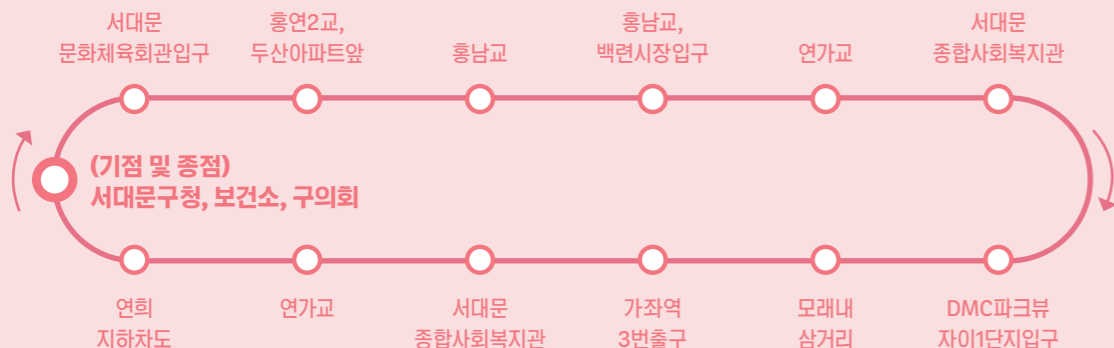 서대문
문화체육회관입구
홍연2교,
두산아파트앞
홍남교
홍남교,
백련시장입구
연가교
서대문
종합사회복지관
(기점 및 종점)
서대문구청, 보건소, 구의회
연희
지하차도
연가교
서대문
종합사회복지관
가좌역
3번출구
모래내
삼거리
DMC파크뷰
자이1단지입구